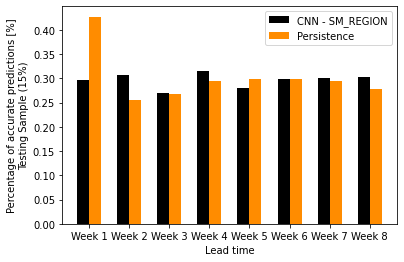 CNN - SM_REGION
Persistence
Percentage of accurate predictions [%]
Testing Sample (15%)
0.40
0.35
0.30
0.25
0.20
0.15
0.10
0.05
0.00
Week 1 Week 2 Week 3 Week 4 Week 5 Week 6 Week 7 Week 8
Lead time